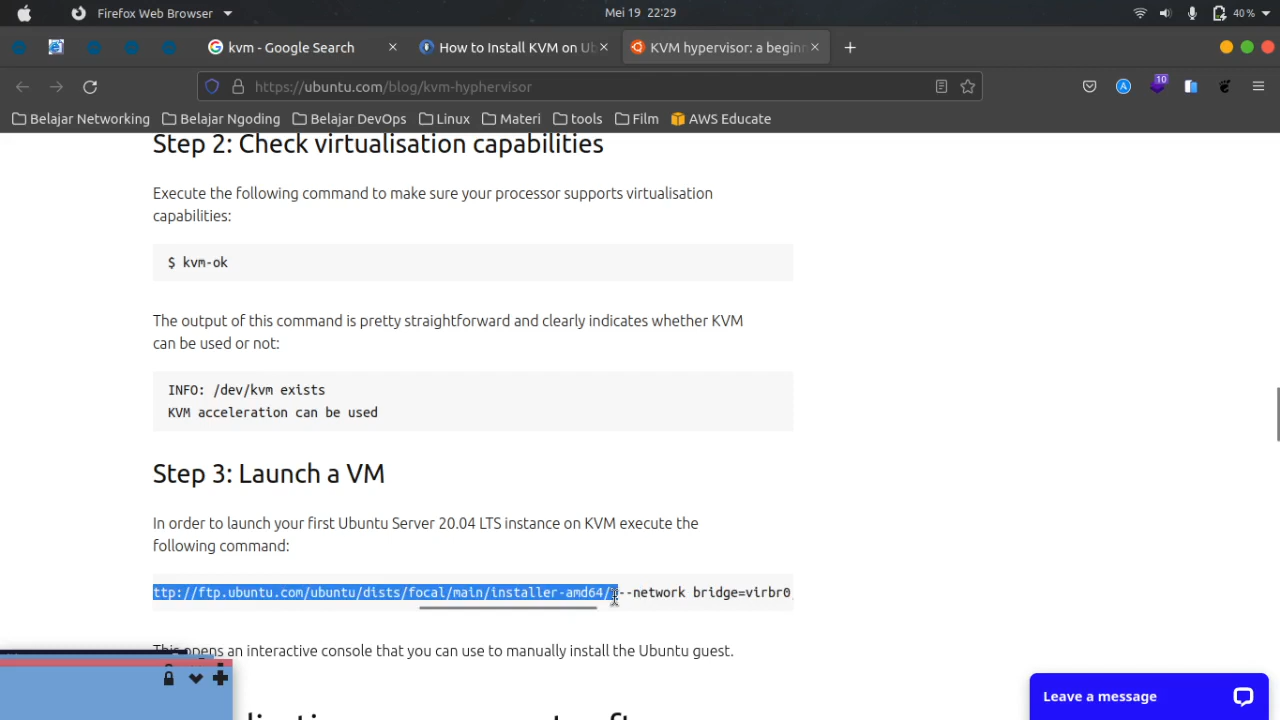 Firefox Web Browser
Mei 19 22:29
40 %
kvm - Google Search
How to Install KVM on Ub
KVM hypervisor: a beginn
https://ubuntu.com/blog/kvm-hyphervisor
10
Belajar Networking
Belajar Ngoding
Belajar DevOps
Linux
Materi
tools
Film
AWS Educate
Step 2: Check virtualisation capabilities
Execute the following command to make sure your processor supports virtualisation
capabilities:
$ kvm-ok
The output of this command is pretty straightforward and clearly indicates whether KVM
can be used or not:
INFO: /dev/kvm exists
KVM acceleration can be used
Step 3: Launch a VM
In order to launch your first Ubuntu Server 20.04 LTS instance on KVM execute the
following command:
ttp://ftp.ubuntu.com/ubuntu/dists/focal/main/installer-amd64/ --network bridge=virbr0,
This opens an interactive console that you can use to manually install the Ubuntu guest.
Leave a message